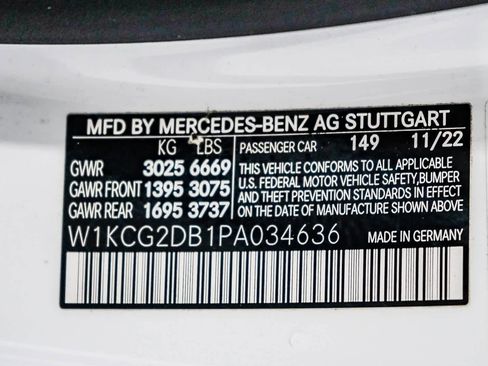 MFD BY MERCEDES-BENZ AG STUTTGART
KG LBS PASSENGER CAR 149 11/22
GVWR 3025 6669
GAWR FRONT 1395 3075
GAWR REAR 1695 3737
THIS VEHICLE CONFORMS TO ALL APPLICABLE
U.S. FEDERAL MOTOR VEHICLE SAFETY,BUMPER
AND THEFT PREVENTION STANDARDS IN EFFECT
ON THE DATE OF MANUFACTURE SHOWN ABOVE
W1KCG2DB1PA034636 MADE IN GERMANY